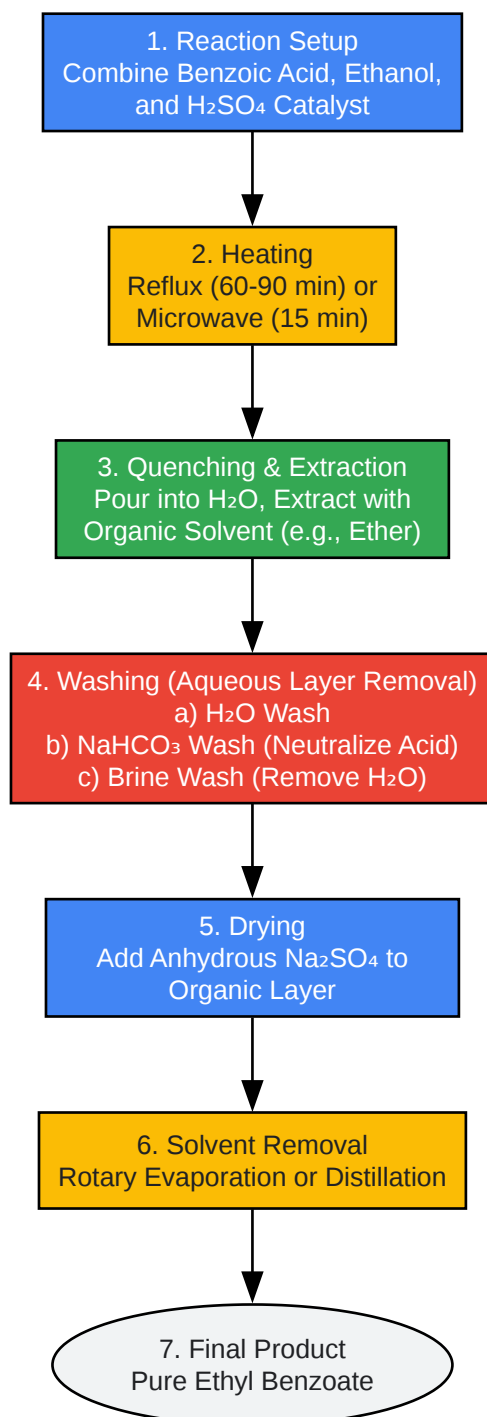 1. Reaction Setup
Combine Benzoic Acid, Ethanol,
and H₂SO₄ Catalyst
2. Heating
Reflux (60-90 min) or
Microwave (15 min)
3. Quenching & Extraction
Pour into H₂O, Extract with
Organic Solvent (e.g., Ether)
4. Washing (Aqueous Layer Removal)
a) H₂O Wash
b) NaHCO₃ Wash (Neutralize Acid)
c) Brine Wash (Remove H₂O)
5. Drying
Add Anhydrous Na₂SO₄ to
Organic Layer
6. Solvent Removal
Rotary Evaporation or Distillation
7. Final Product
Pure Ethyl Benzoate